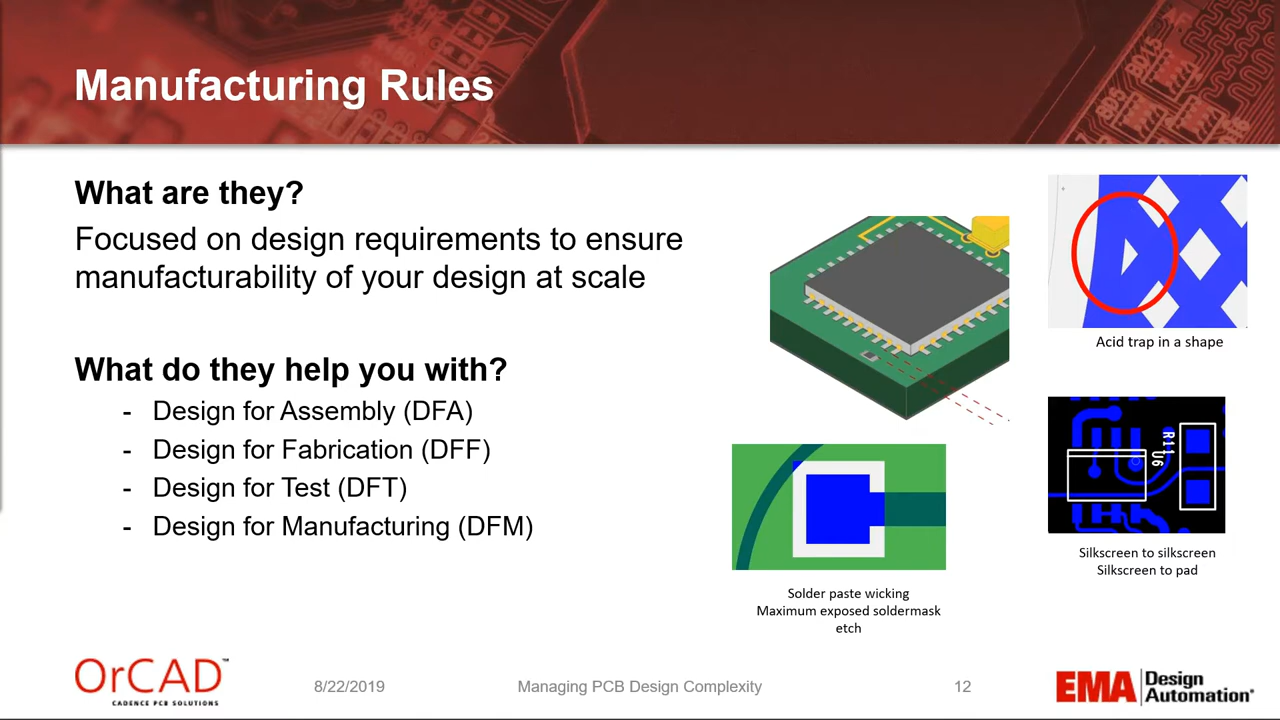 Manufacturing Rules
What are they?
Focused on design requirements to ensure
manufacturability of your design at scale
What do they help you with?
- Design for Assembly (DFA)
- Design for Fabrication (DFF)
- Design for Test (DFT)
- Design for Manufacturing (DFM)
Acid trap in a shape
R11
U6
Silkscreen to silkscreen
Silkscreen to pad
Solder paste wicking
Maximum exposed soldermask
etch
OrCAD™
CADENCE PCB SOLUTIONS
8/22/2019
Managing PCB Design Complexity
12
EMA Design
Automation®